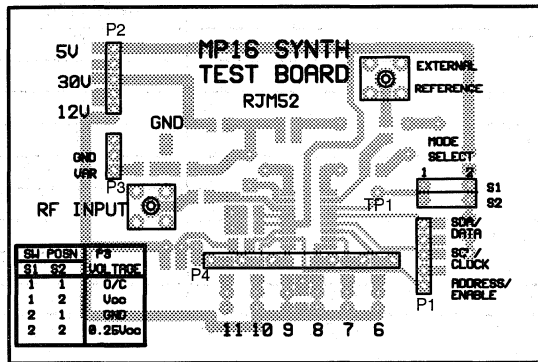 P2
5V
30V
12V
MP16 SYNTH
TEST BOARD
RJM52
EXTERNAL
REFERENCE
GND
GND
VAR
P3
MODE
SELECT
1 2
S1
S2
RF INPUT
TP1
SDA/
DATA
SC'/
CLOCK
ADDRESS/
ENABLE
P1
P4
SW POSN P3
S1 S2 VOLTAGE
1 1 O/C
1 2 Vcc
2 1 GND
2 2 0.25Vcc
11 10 9 8 7 6